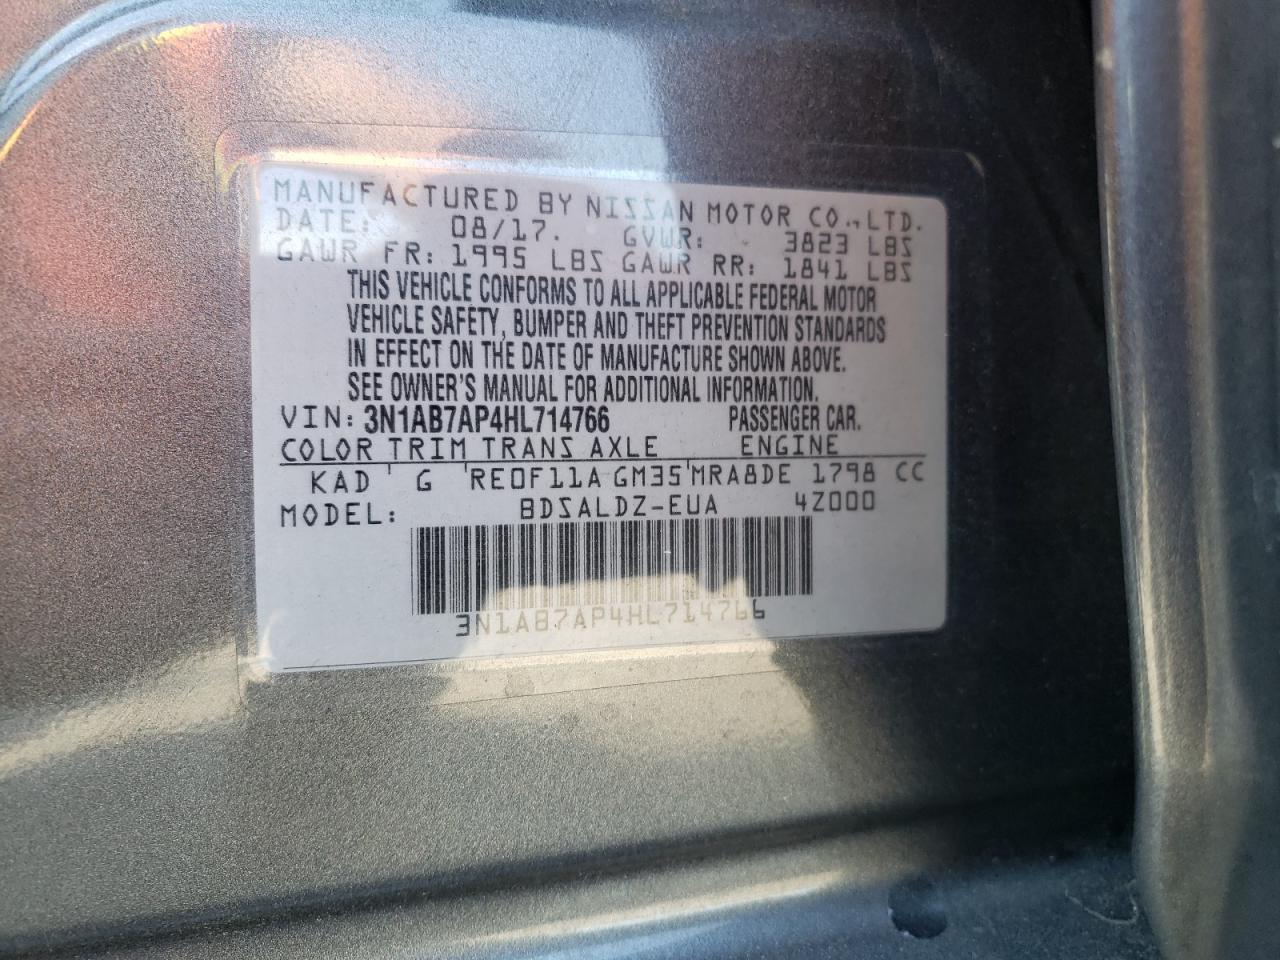 MANUFACTURED BY NISSAN MOTOR CO.,LTD.
DATE: 08/17. GVWR: 3823 LBS
GAWR FR: 1995 LBS GAWR RR: 1841 LBS
THIS VEHICLE CONFORMS TO ALL APPLICABLE FEDERAL MOTOR
VEHICLE SAFETY, BUMPER AND THEFT PREVENTION STANDARDS
IN EFFECT ON THE DATE OF MANUFACTURE SHOWN ABOVE.
SEE OWNER'S MANUAL FOR ADDITIONAL INFORMATION.
VIN: 3N1AB7AP4HL714766 PASSENGER CAR.
COLOR TRIM TRANS AXLE ENGINE
KAD G RE0F11A GM35 MRA8DE 1798 CC
MODEL: BDSALDZ-EUA 4Z000
3N1AB7AP4HL714766